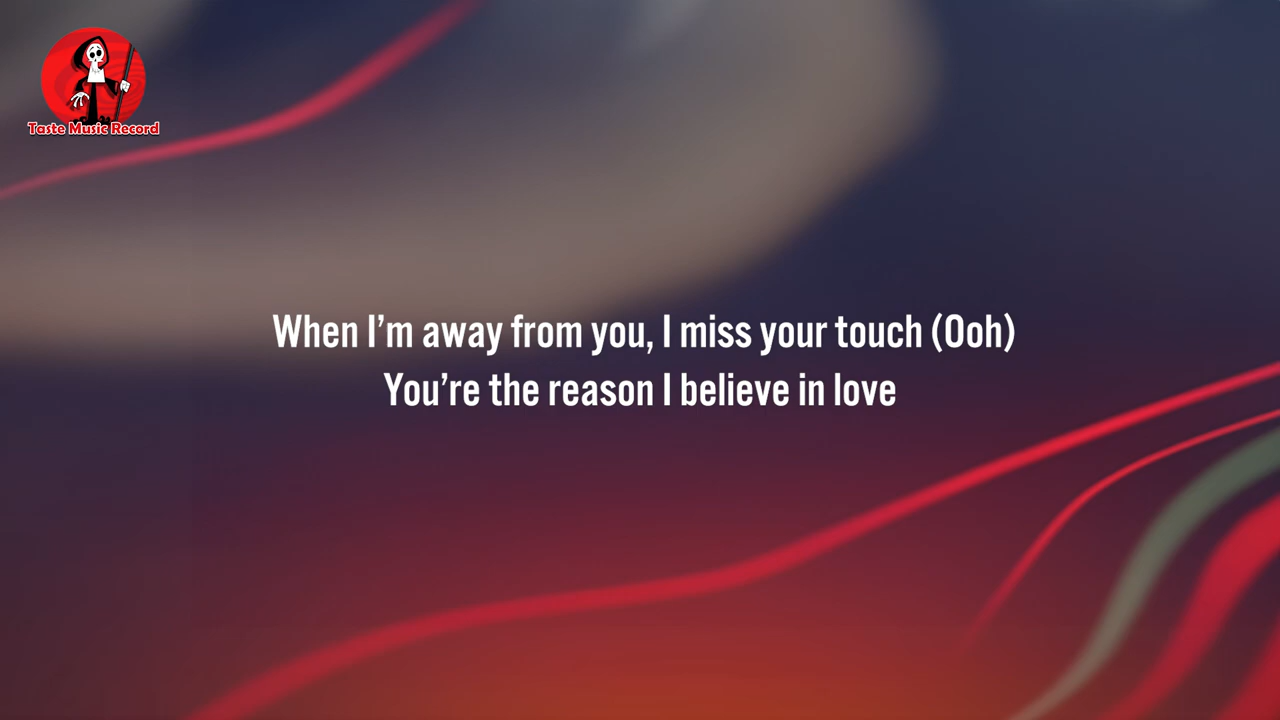 Taste Music Record
When I'm away from you, I miss your touch (Ooh)
You're the reason I believe in love